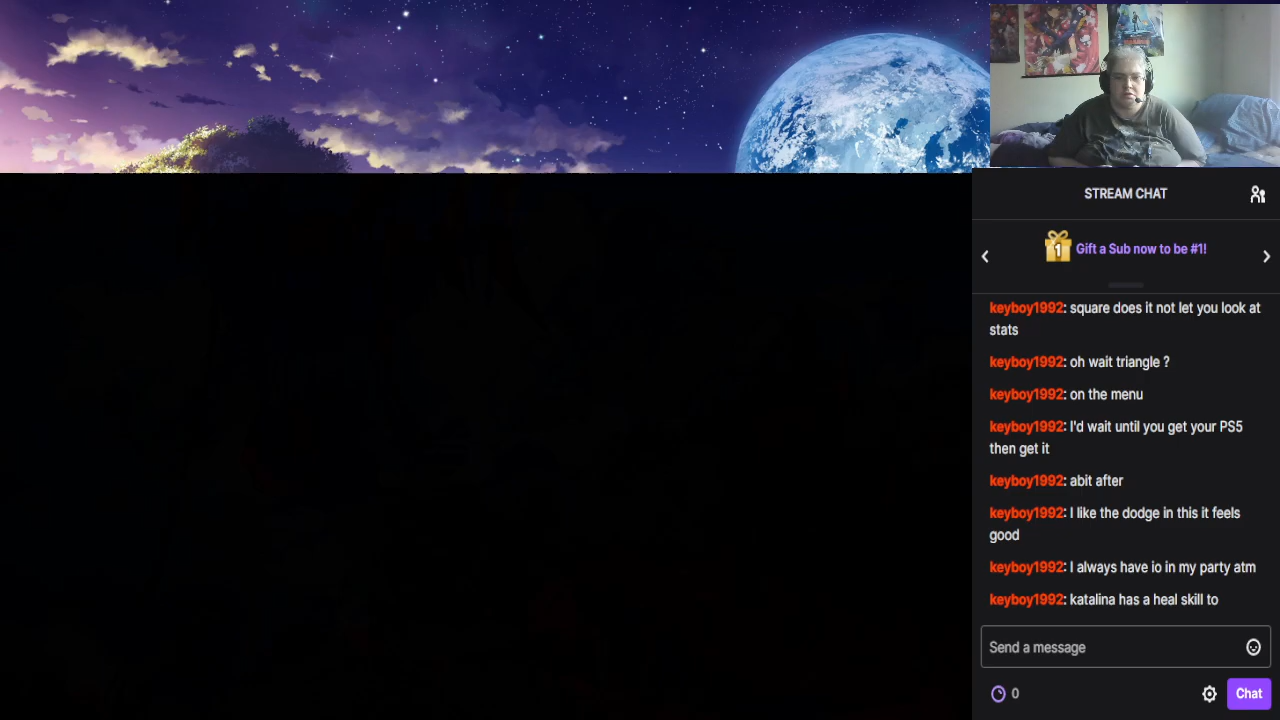 STREAM CHAT
1
Gift a Sub now to be #1!
keyboy1992: square does it not let you look at
stats
keyboy1992: oh wait triangle ?
keyboy1992: on the menu
keyboy1992: I'd wait until you get your PS5
then get it
keyboy1992: abit after
keyboy1992: I like the dodge in this it feels
good
keyboy1992: I always have io in my party atm
keyboy1992: katalina has a heal skill to
Send a message
0
Chat